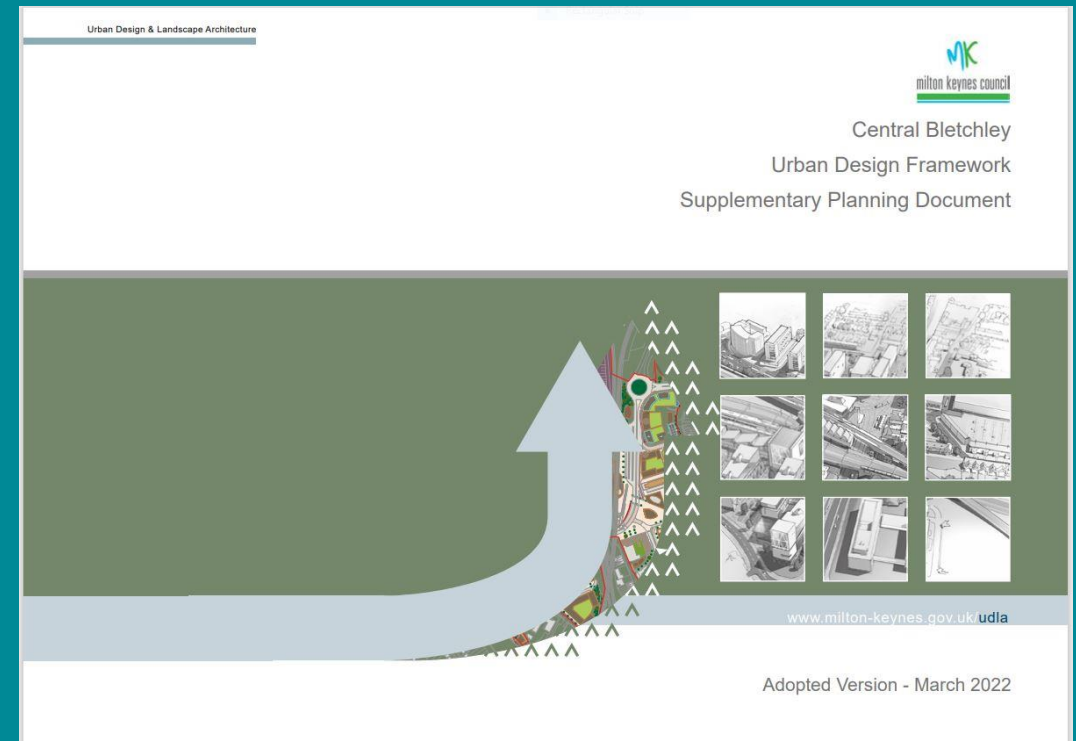 Urban Design & Landscape Architecture
MK
milton keynes council
Central Bletchley
Urban Design Framework
Supplementary Planning Document
www.milton-keynes.gov.uk/udla
Adopted Version - March 2022